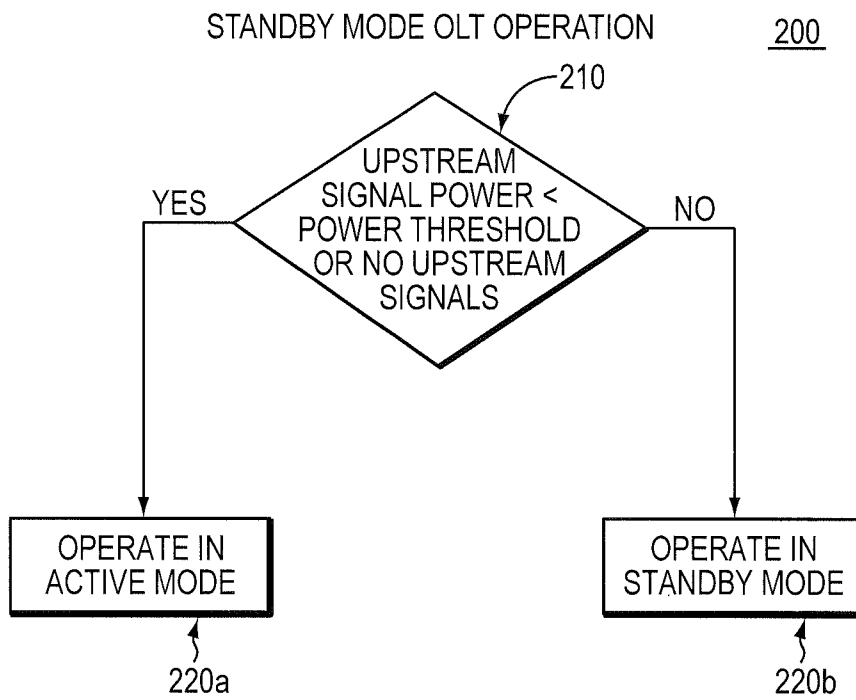 STANDBY MODE OLT OPERATION
200
210
UPSTREAM
SIGNAL POWER <
POWER THRESHOLD
OR NO UPSTREAM
SIGNALS
YES
NO
OPERATE IN
ACTIVE MODE
OPERATE IN
STANDBY MODE
220a
220b